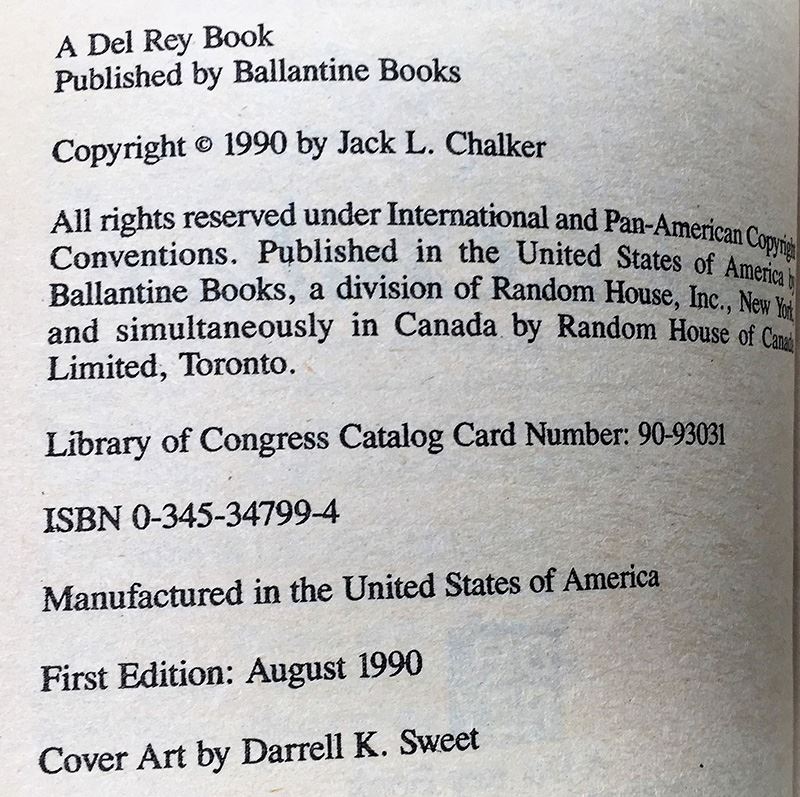 A Del Rey Book
Published by Ballantine Books
Copyright © 1990 by Jack L. Chalker
All rights reserved under International and Pan-American Copyright
Conventions. Published in the United States of America by
Ballantine Books, a division of Random House, Inc., New York,
and simultaneously in Canada by Random House of Canada
Limited, Toronto.
Library of Congress Catalog Card Number: 90-93031
ISBN 0-345-34799-4
Manufactured in the United States of America
First Edition: August 1990
Cover Art by Darrell K. Sweet